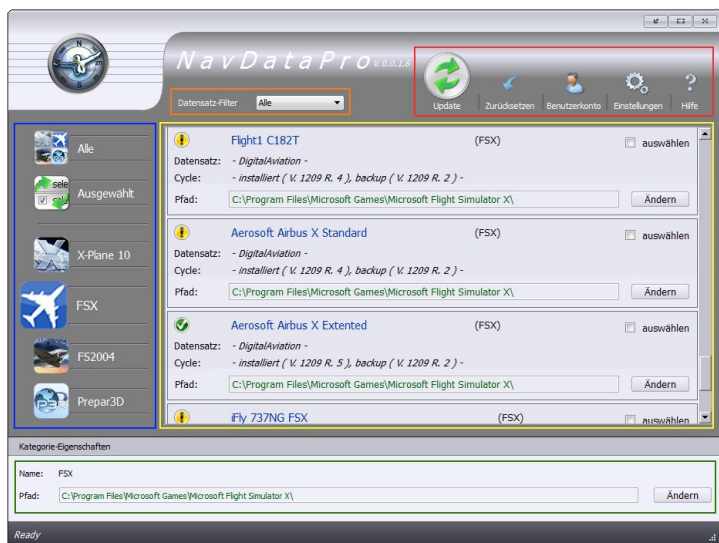 NavDataPro V.0.0.1.6
Datensatz-Filter Alle
Update Zurücksetzen Benutzerkonto Einstellungen Hilfe
Alle
Ausgewählt
X-Plane 10
FSX
FS2004
Prepar3D
Flight1 C182T (FSX) auswählen
Datensatz: - DigitalAviation -
Cycle: - installiert ( V. 1209 R. 4 ), backup ( V. 1209 R. 2 ) -
Pfad: C:\Program Files\Microsoft Games\Microsoft Flight Simulator X\ Ändern
Aerosoft Airbus X Standard (FSX) auswählen
Datensatz: - DigitalAviation -
Cycle: - installiert ( V. 1209 R. 4 ), backup ( V. 1209 R. 2 ) -
Pfad: C:\Program Files\Microsoft Games\Microsoft Flight Simulator X\ Ändern
Aerosoft Airbus X Extented (FSX) auswählen
Datensatz: - DigitalAviation -
Cycle: - installiert ( V. 1209 R. 5 ), backup ( V. 1209 R. 2 ) -
Pfad: C:\Program Files\Microsoft Games\Microsoft Flight Simulator X\ Ändern
iFly 737NG FSX (FSX) auswählen
Kategorie-Eigenschaften
Name: FSX
Pfad: C:\Program Files\Microsoft Games\Microsoft Flight Simulator X\ Ändern
Ready